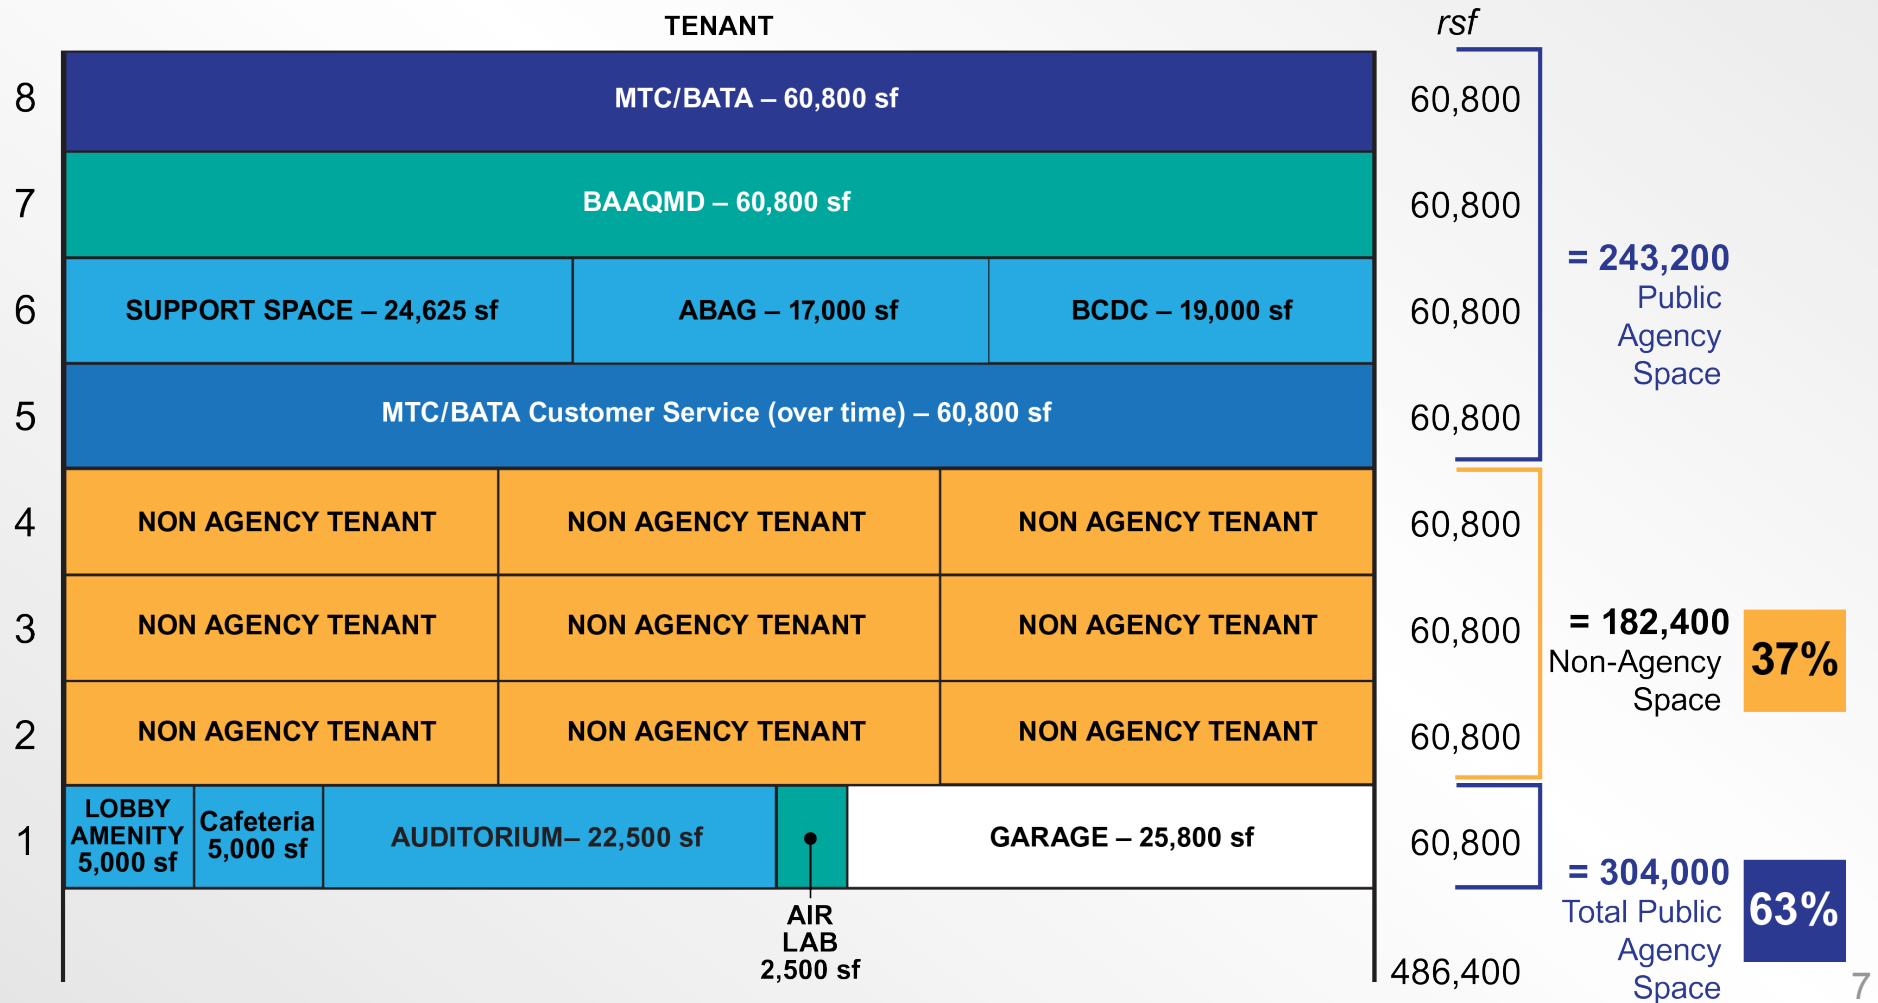 TENANT
rsf
8
MTC/BATA – 60,800 sf
60,800
7
BAAQMD – 60,800 sf
60,800
= 243,200
Public
Agency
Space
6
SUPPORT SPACE – 24,625 sf
ABAG – 17,000 sf
BCDC – 19,000 sf
60,800
5
MTC/BATA Customer Service (over time) – 60,800 sf
60,800
4
NON AGENCY TENANT
NON AGENCY TENANT
NON AGENCY TENANT
60,800
3
NON AGENCY TENANT
NON AGENCY TENANT
NON AGENCY TENANT
60,800
= 182,400
Non-Agency
Space
37%
2
NON AGENCY TENANT
NON AGENCY TENANT
NON AGENCY TENANT
60,800
1
LOBBY
AMENITY
5,000 sf
Cafeteria
5,000 sf
AUDITORIUM– 22,500 sf
GARAGE – 25,800 sf
60,800
AIR
LAB
2,500 sf
= 304,000
Total Public
Agency
Space
63%
486,400
7